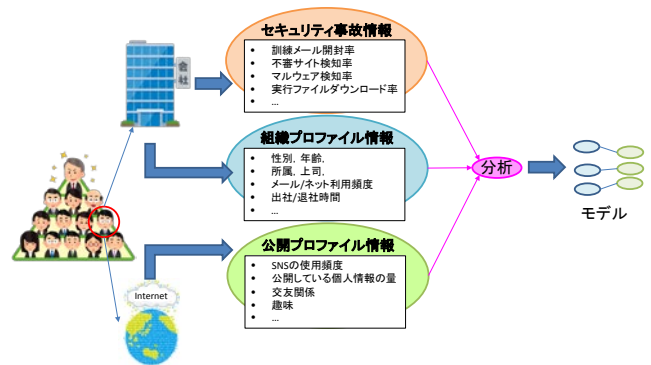 セキュリティ事故情報
• 訓練メール開封率
• 不審サイト検知率
• マルウェア検知率
• 実行ファイルダウンロード率
• …
会社
組織プロファイル情報
• 性別, 年齢,
• 所属, 上司,
• メール/ネット利用頻度
• 出社/退社時間
• …
分析
モデル
公開プロファイル情報
• SNSの使用頻度
• 公開している個人情報の量
• 交友関係
• 趣味
• …
Internet